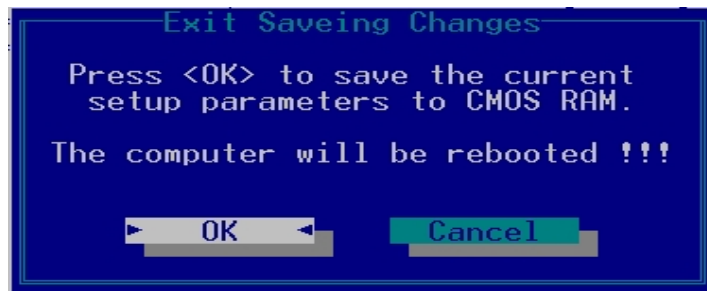 Exit Saveing Changes
Press <OK> to save the current
setup parameters to CMOS RAM.
The computer will be rebooted !!!
OK Cancel